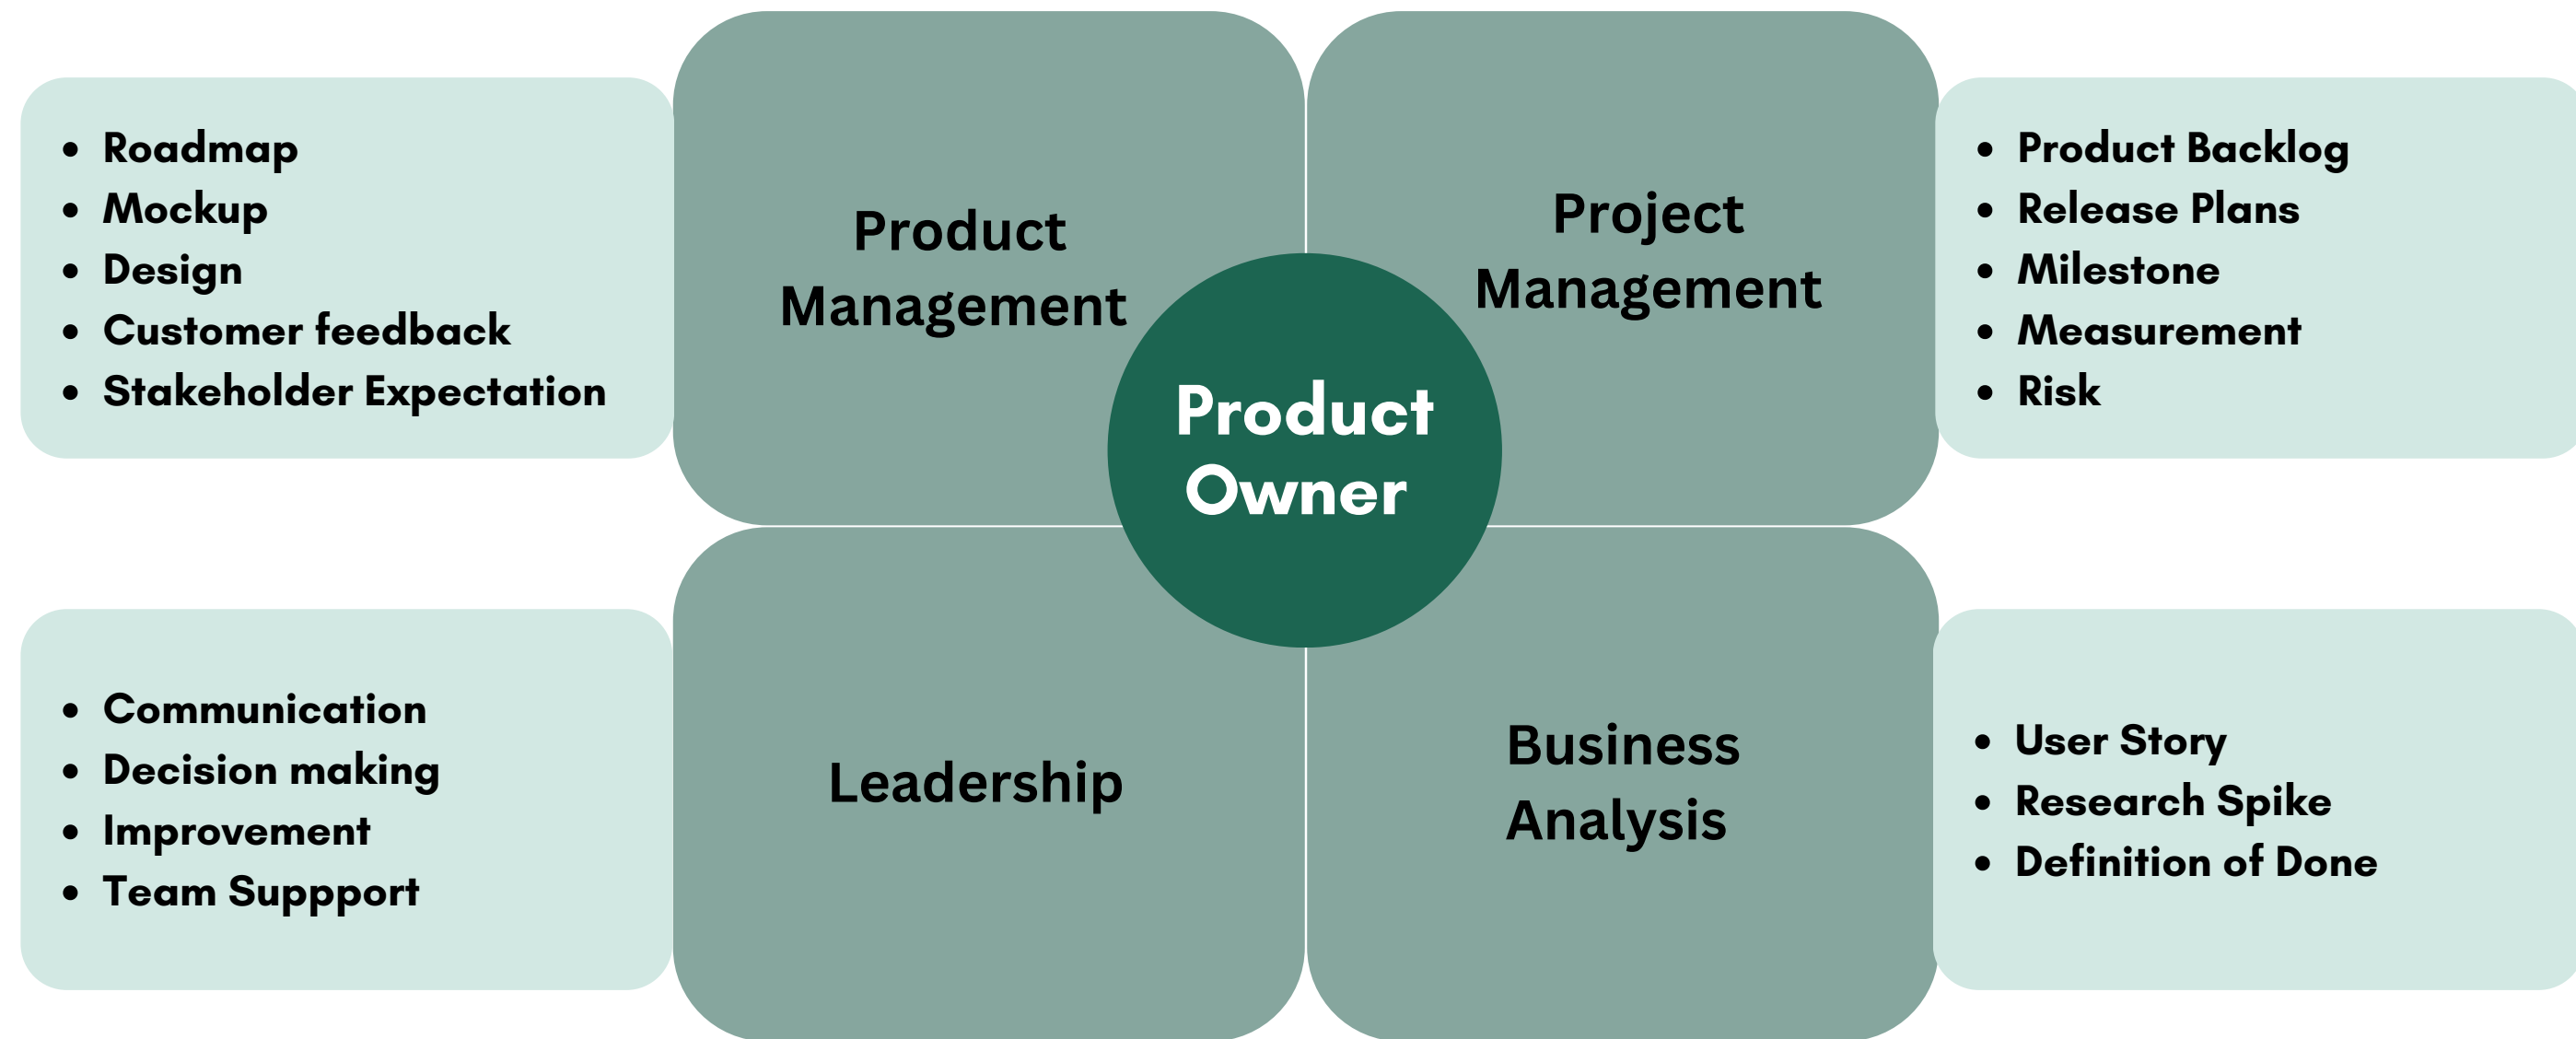 • Roadmap
• Mockup
• Design
• Customer feedback
• Stakeholder Expectation
Product
Management
Project
Management
• Product Backlog
• Release Plans
• Milestone
• Measurement
• Risk
Product
Owner
• Communication
• Decision making
• Improvement
• Team Suppport
Leadership
Business
Analysis
• User Story
• Research Spike
• Definition of Done